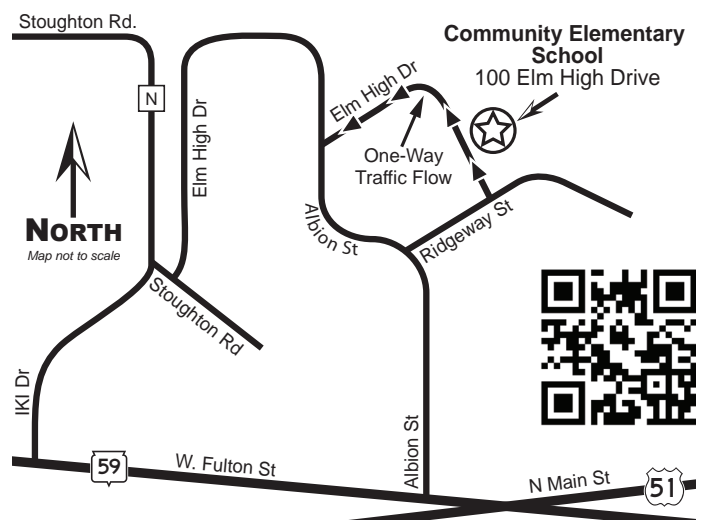 Stoughton Rd.
Community Elementary
School
100 Elm High Drive
N
Elm High Dr
Elm High Dr
One-Way
Traffic Flow
NORTH
Map not to scale
Albion St
Ridgeway St
Stoughton Rd
IKI Dr
59
W. Fulton St
Albion St
N Main St
51